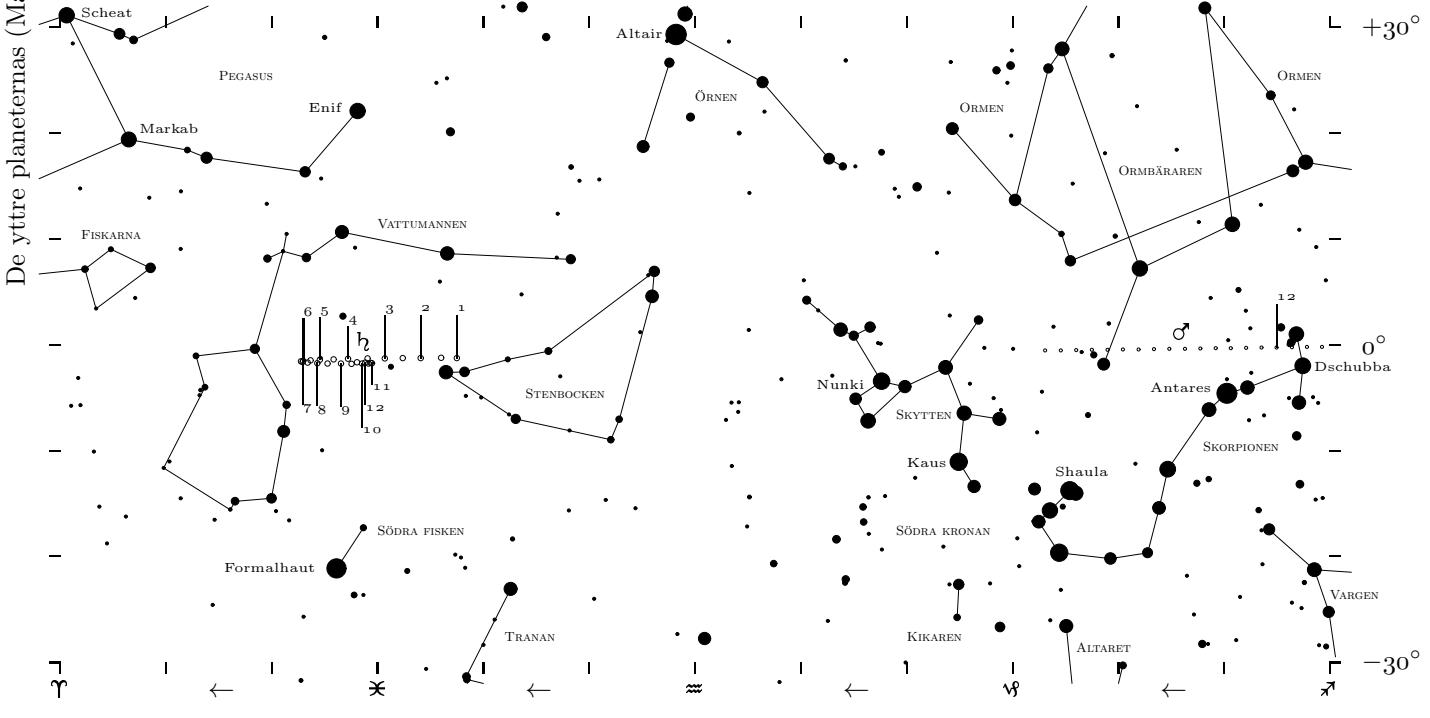 De yttre planeternas (Ma
Scheat
Altair
+30°
PEGASUS
ORMEN
Enif
ÖRNEN
ORMEN
Markab
ORMBÄRAREN
VATTUMANNEN
FISKARNA
12
6 5 4 3 2 1
♄
♂
0°
Dschubba
11
Nunki
Antares
STENBOCKEN
7 8 9 12
SKYTTEN
10
SKORPIONEN
Kaus
Shaula
SÖDRA FISKEN
SÖDRA KRONAN
Formalhaut
VARGEN
TRANAN
KIKAREN
ALTARET
−30°
♈ ← ♓ ← ♒ ← ♑ ← ♐